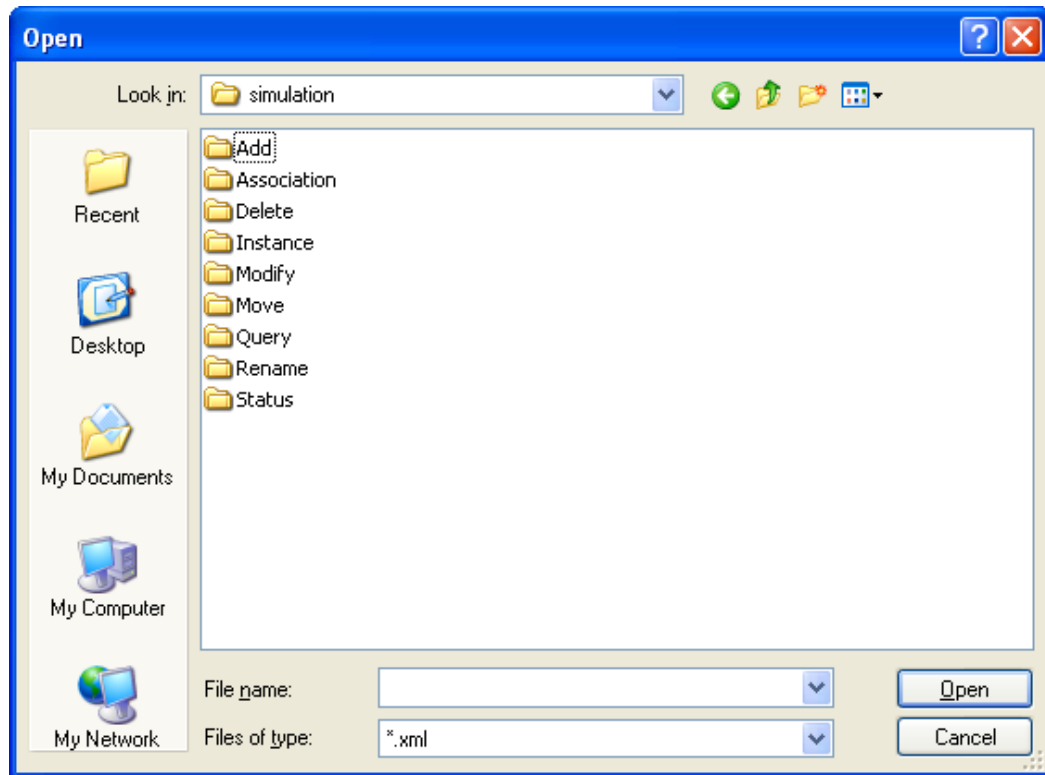 Open
Look in: simulation
Add
Association
Delete
Instance
Modify
Move
Query
Rename
Status
Recent
Desktop
My Documents
My Computer
My Network
File name:
Open
Files of type: *.xml
Cancel